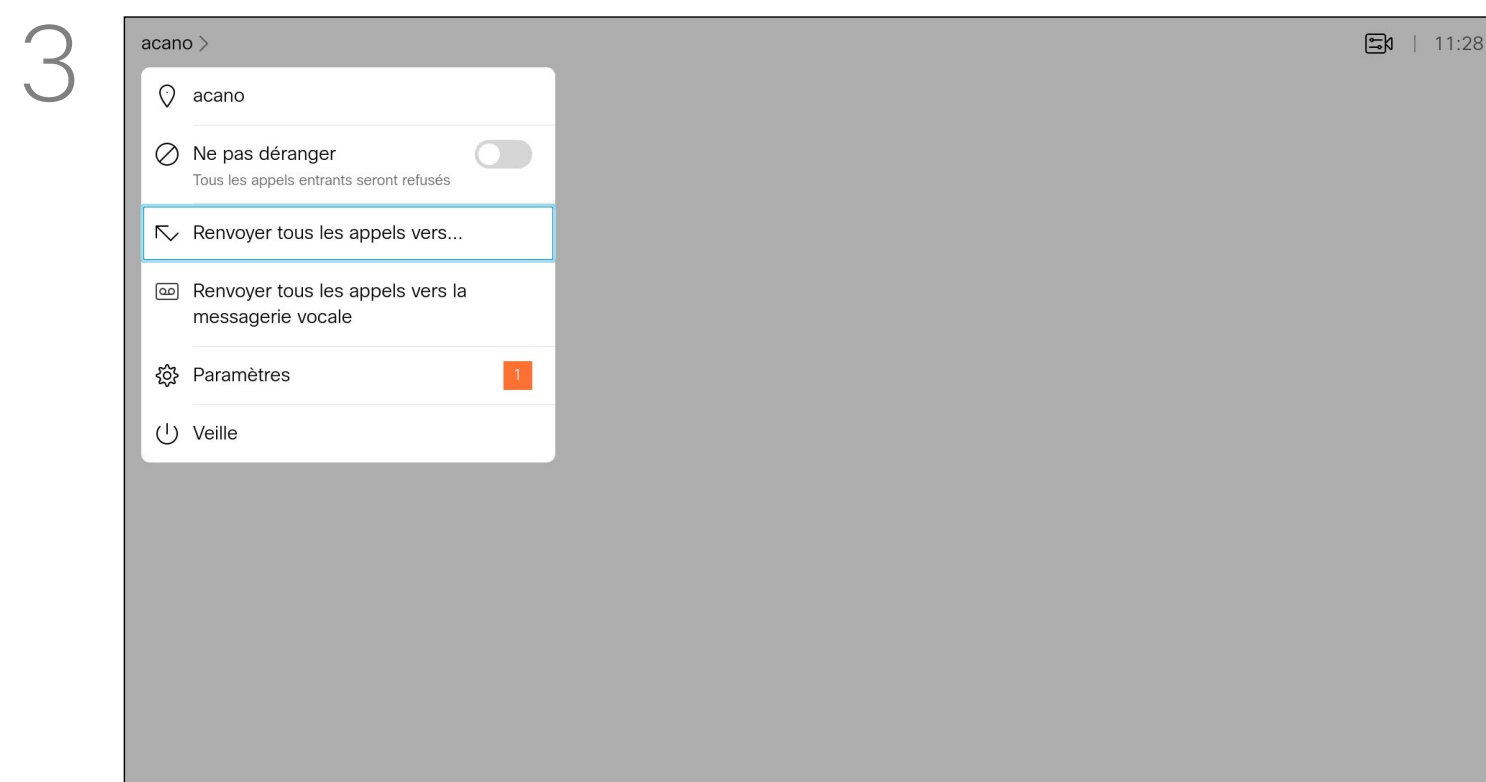 3
acano >
11:28
acano
Ne pas déranger
Tous les appels entrants seront refusés
Renvoyer tous les appels vers...
Renvoyer tous les appels vers la
messagerie vocale
Paramètres
1
Veille